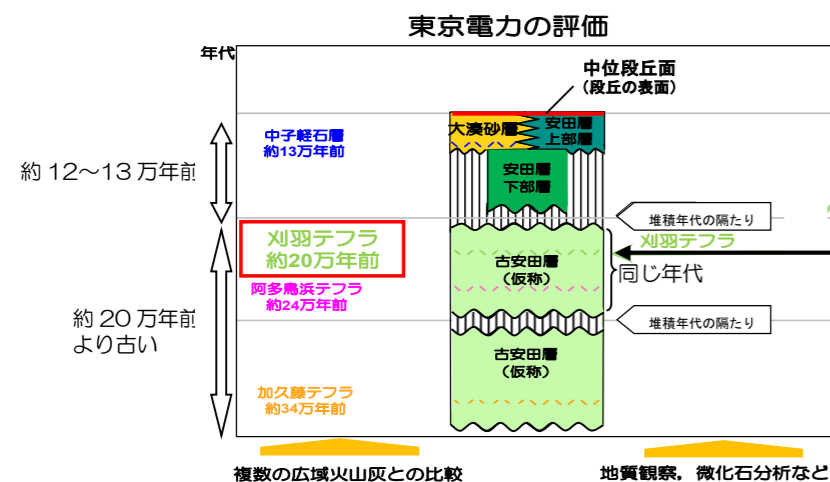 東京電力の評価
年代
中位段丘面
（段丘の表面）
大湊砂層
安田層
上部層
中子軽石層
約13万年前
約 12～13 万年前
安田層
下部層
堆積年代の隔たり
刈羽テフラ
約20万年前
刈羽テフラ
古安田層
（仮称）
同じ年代
阿多鳥浜テフラ
約24万年前
約 20 万年前
より古い
堆積年代の隔たり
古安田層
（仮称）
加久藤テフラ
約34万年前
複数の広域火山灰との比較
地質観察，微化石分析など